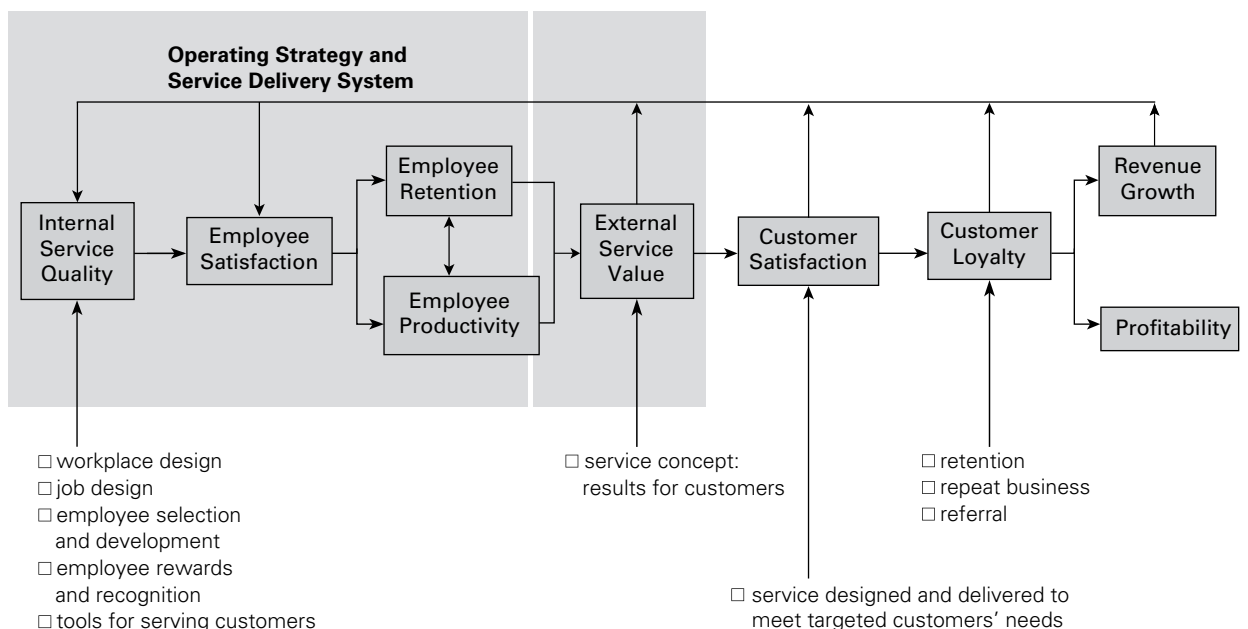 Operating Strategy and
Service Delivery System
Internal
Service
Quality
Employee
Satisfaction
Employee
Retention
Employee
Productivity
External
Service
Value
Customer
Satisfaction
Customer
Loyalty
Revenue
Growth
Profitability
□ workplace design
□ job design
□ employee selection
and development
□ employee rewards
and recognition
□ tools for serving customers
□ service concept:
results for customers
□ service designed and delivered to
meet targeted customers’ needs
□ retention
□ repeat business
□ referral